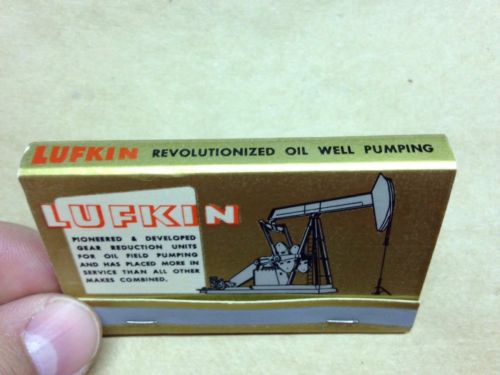 LUFKIN REVOLUTIONIZED OIL WELL PUMPING
LUFKIN
PIONEERED & DEVELOPED
GEAR REDUCTION UNITS
FOR OIL FIELD PUMPING
AND HAS PLACED MORE IN
SERVICE THAN ALL OTHER
MAKES COMBINED.